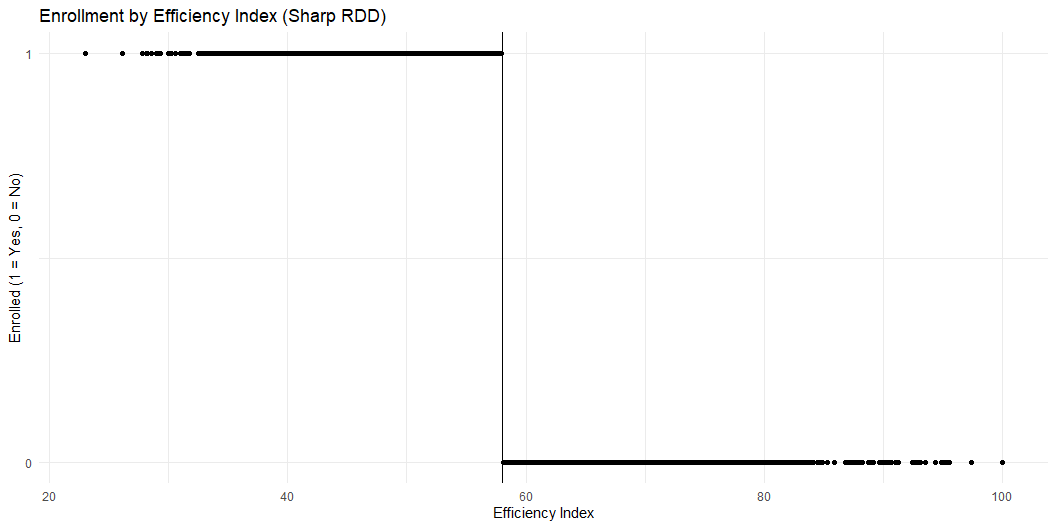 Enrollment by Efficiency Index (Sharp RDD)
1
Enrolled (1 = Yes, 0 = No)
0
20 40 60 80 100
Efficiency Index